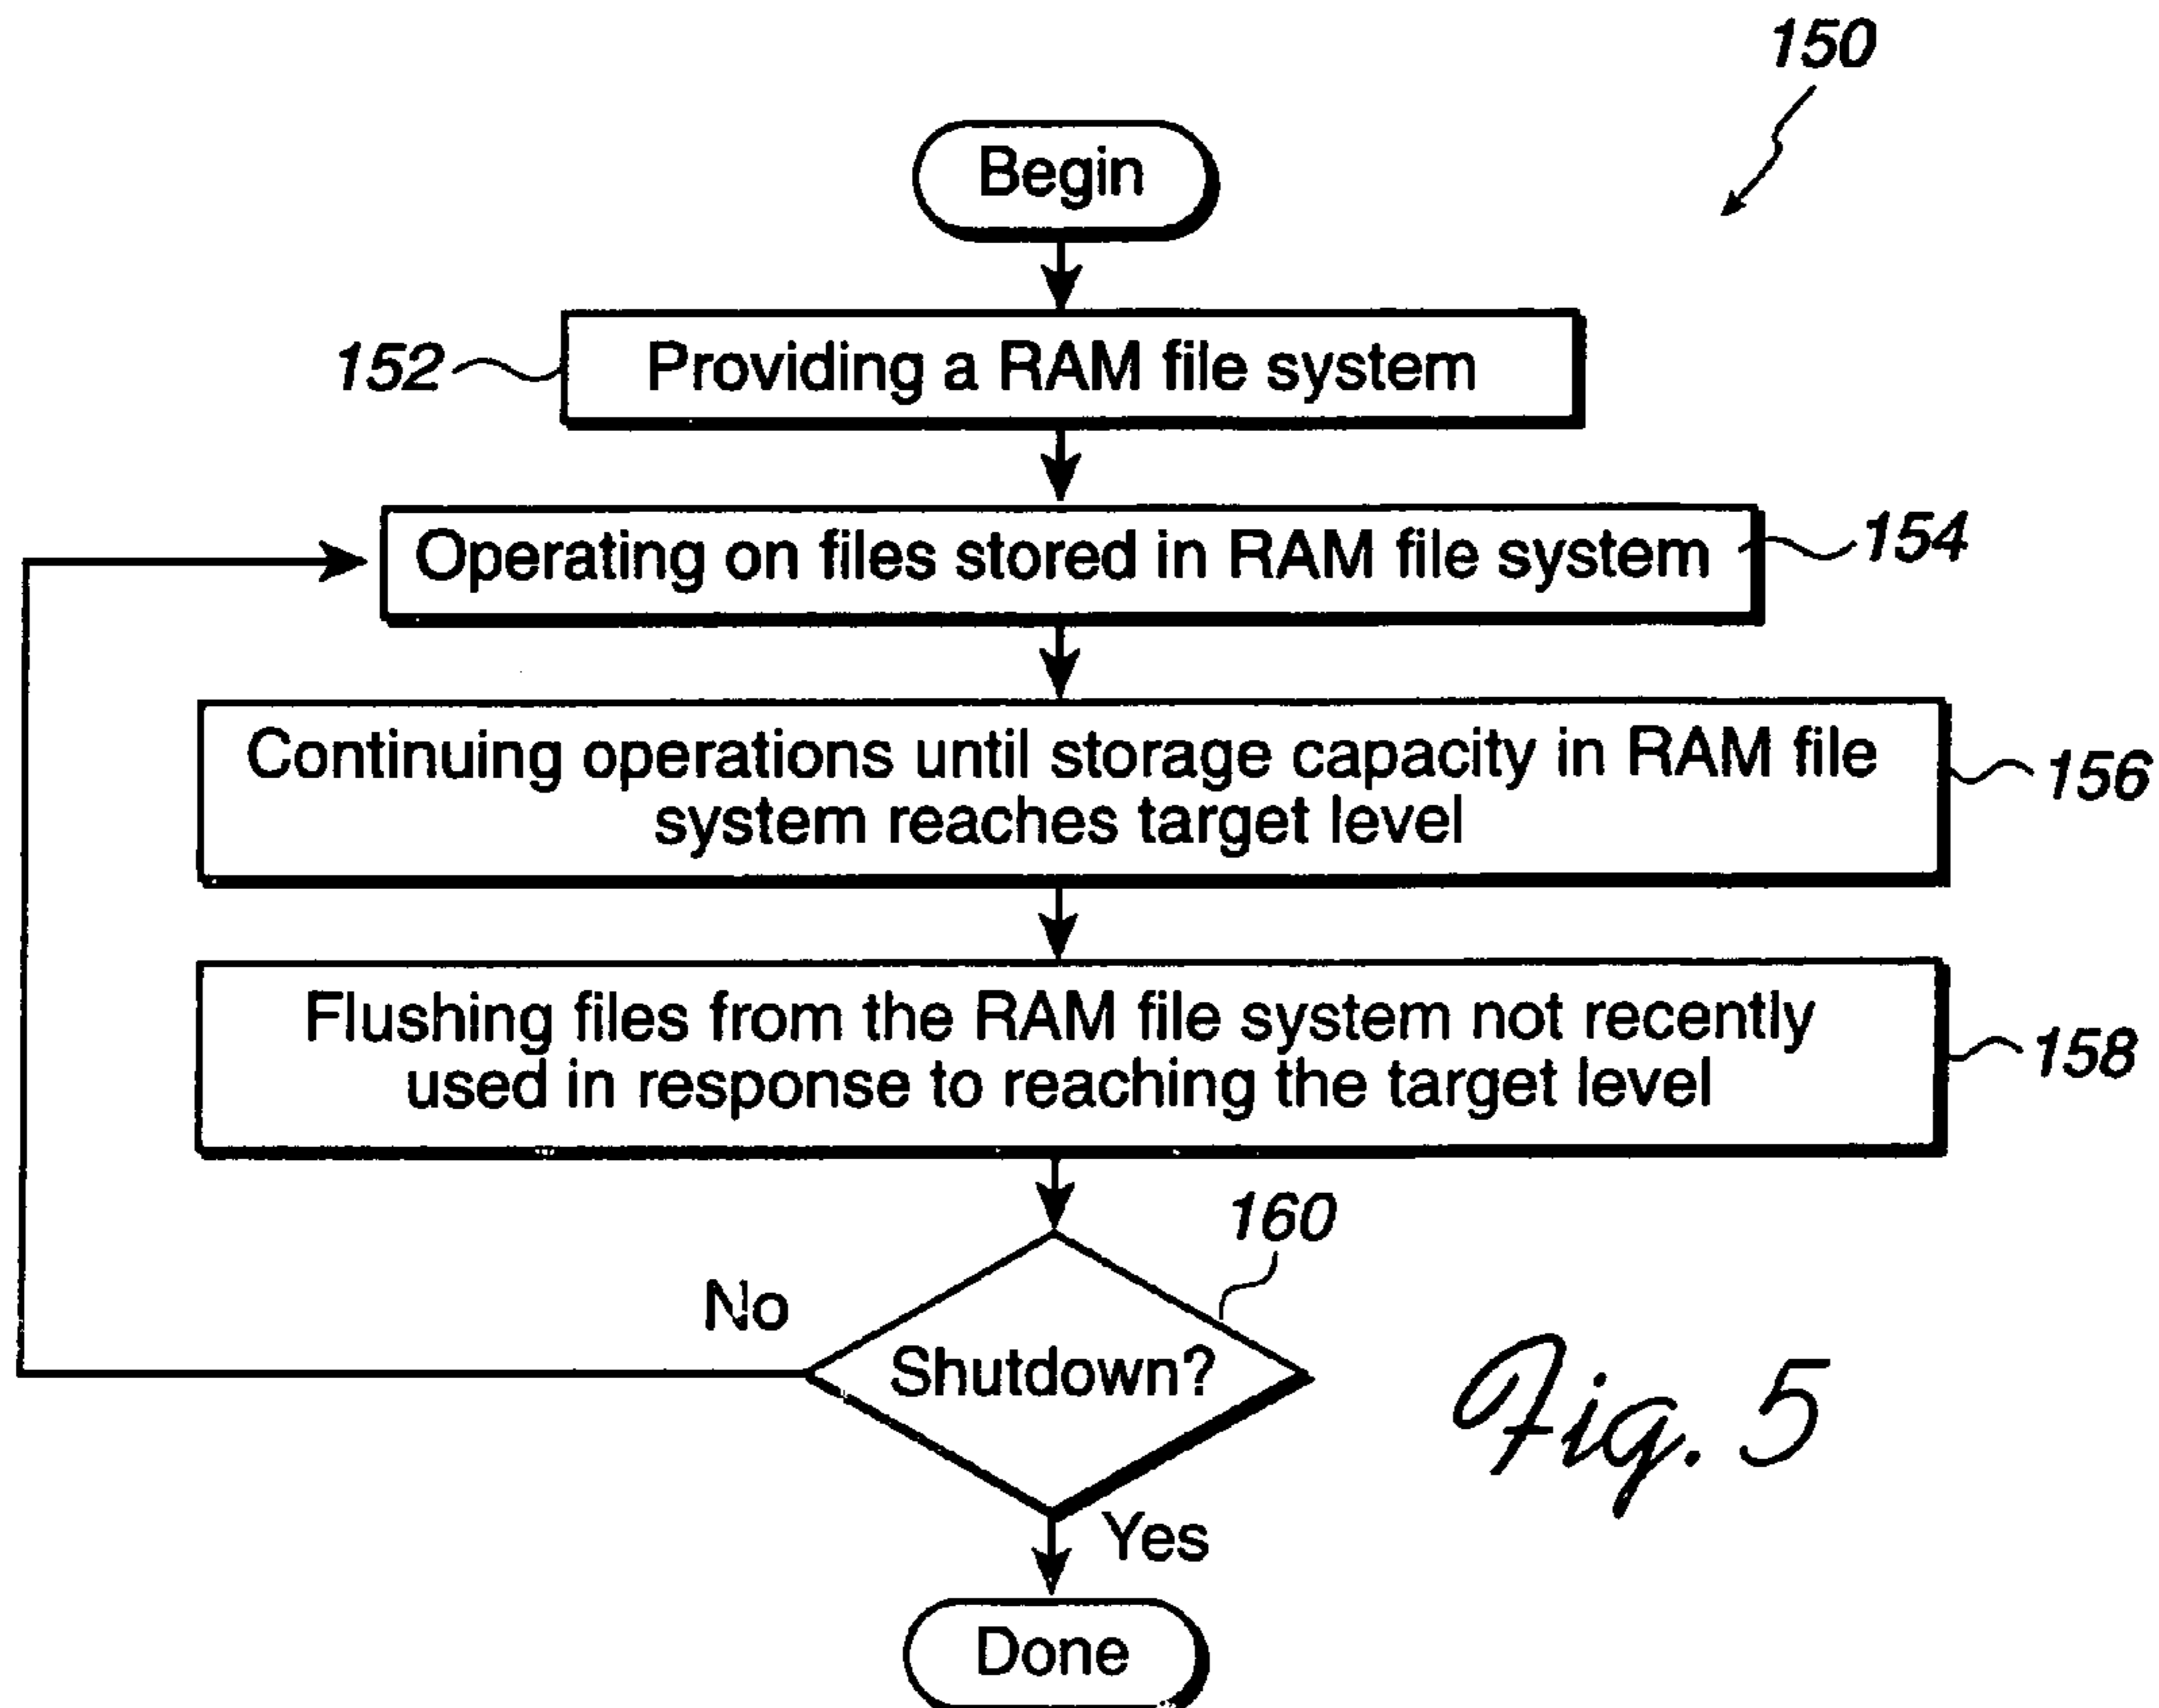 150
Begin
152
Providing a RAM file system
Operating on files stored in RAM file system
154
Continuing operations until storage capacity in RAM file
system reaches target level
156
Flushing files from the RAM file system not recently
used in response to reaching the target level
158
160
No
Shutdown?
Yes
Done
Fig. 5